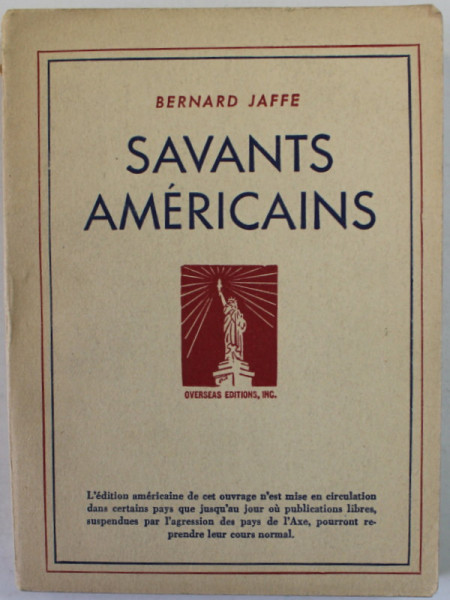 BERNARD JAFFE
SAVANTS
AMÉRICAINS
OVERSEAS EDITIONS, INC.
L'édition américaine de cet ouvrage n'est mise en circulation
dans certains pays que jusqu'au jour où publications libres,
suspendues par l'agression des pays de l'Axe, pourront re-
prendre leur cours normal.